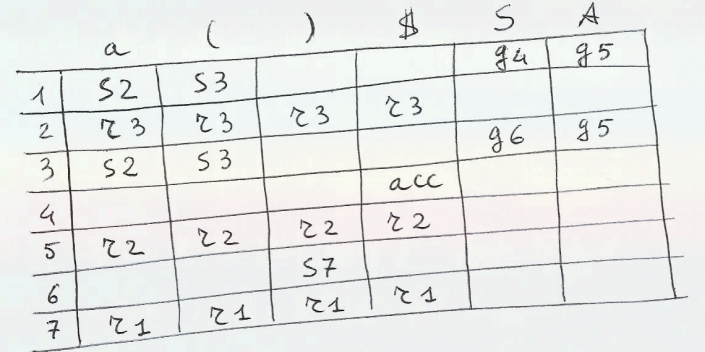 a ( ) $ S A
1 S2 S3 g4 g5
2 r3 r3 r3 r3
3 S2 S3 g6 g5
4 acc
5 r2 r2 r2 r2
6 S7
7 r1 r1 r1 r1